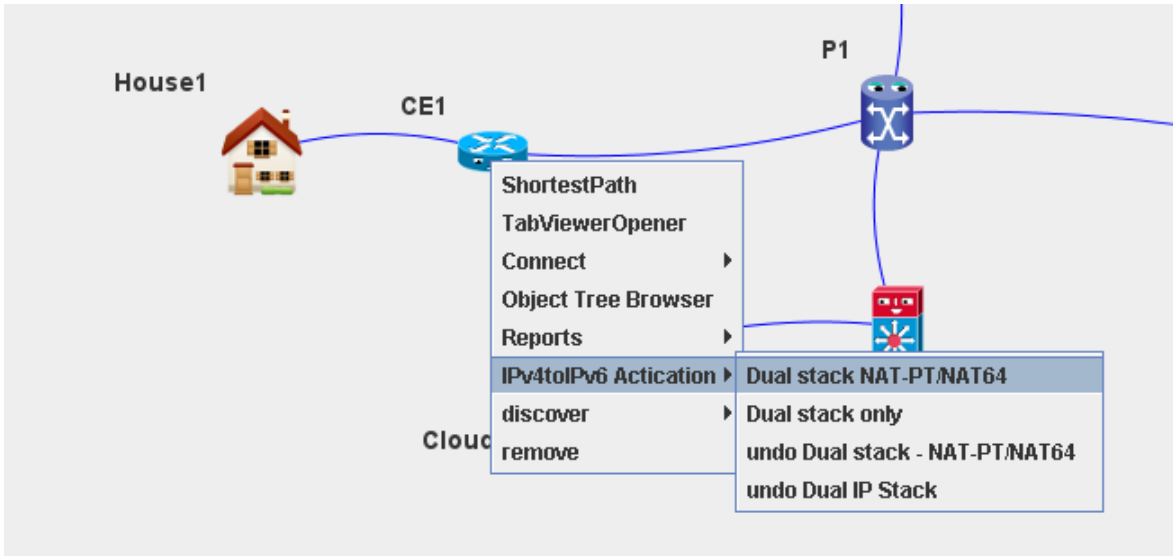 P1
House1
CE1
ShortestPath
TabViewerOpener
Connect
Object Tree Browser
Reports
IPv4toIPv6 Actication
Dual stack NAT-PT/NAT64
discover
Dual stack only
Cloud
remove
undo Dual stack - NAT-PT/NAT64
undo Dual IP Stack